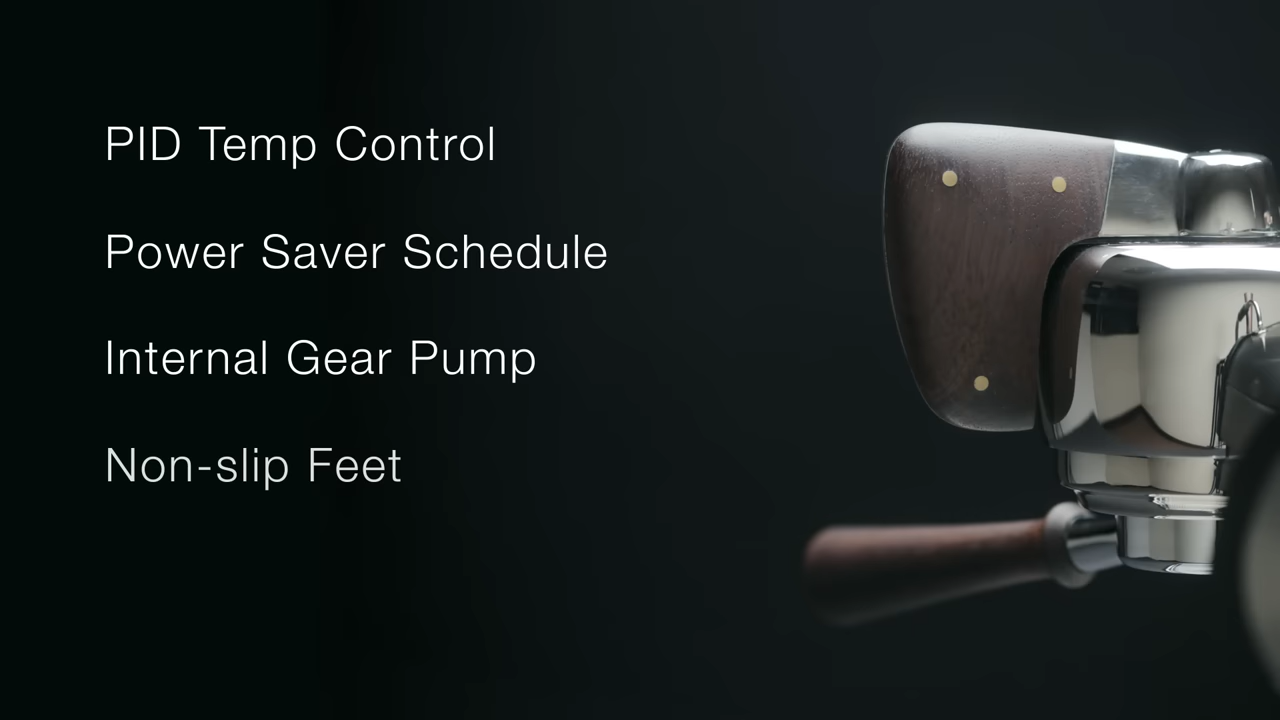 PID Temp Control
Power Saver Schedule
Internal Gear Pump
Non-slip Feet